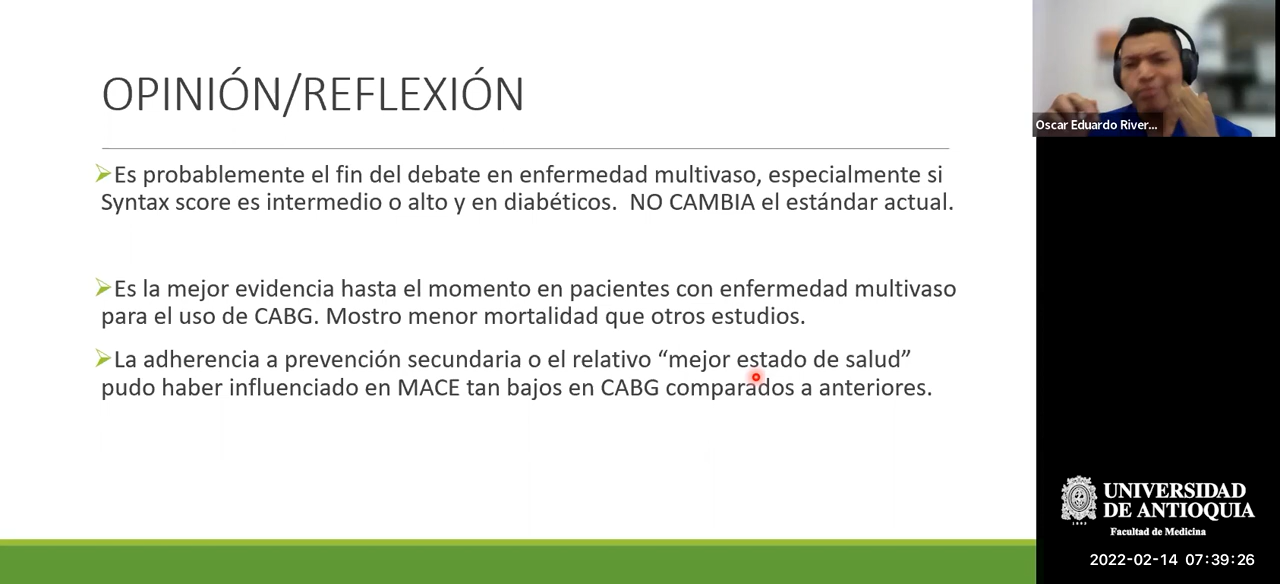 OPINIÓN/REFLEXIÓN
Es probablemente el fin del debate en enfermedad multivaso, especialmente si
Syntax score es intermedio o alto y en diabéticos. NO CAMBIA el estándar actual.
Es la mejor evidencia hasta el momento en pacientes con enfermedad multivaso
para el uso de CABG. Mostro menor mortalidad que otros estudios.
La adherencia a prevención secundaria o el relativo “mejor estado de salud”
pudo haber influenciado en MACE tan bajos en CABG comparados a anteriores.
Oscar Eduardo River...
UNIVERSIDAD
DE ANTIOQUIA
1803
Facultad de Medicina
2022-02-14 07:39:26